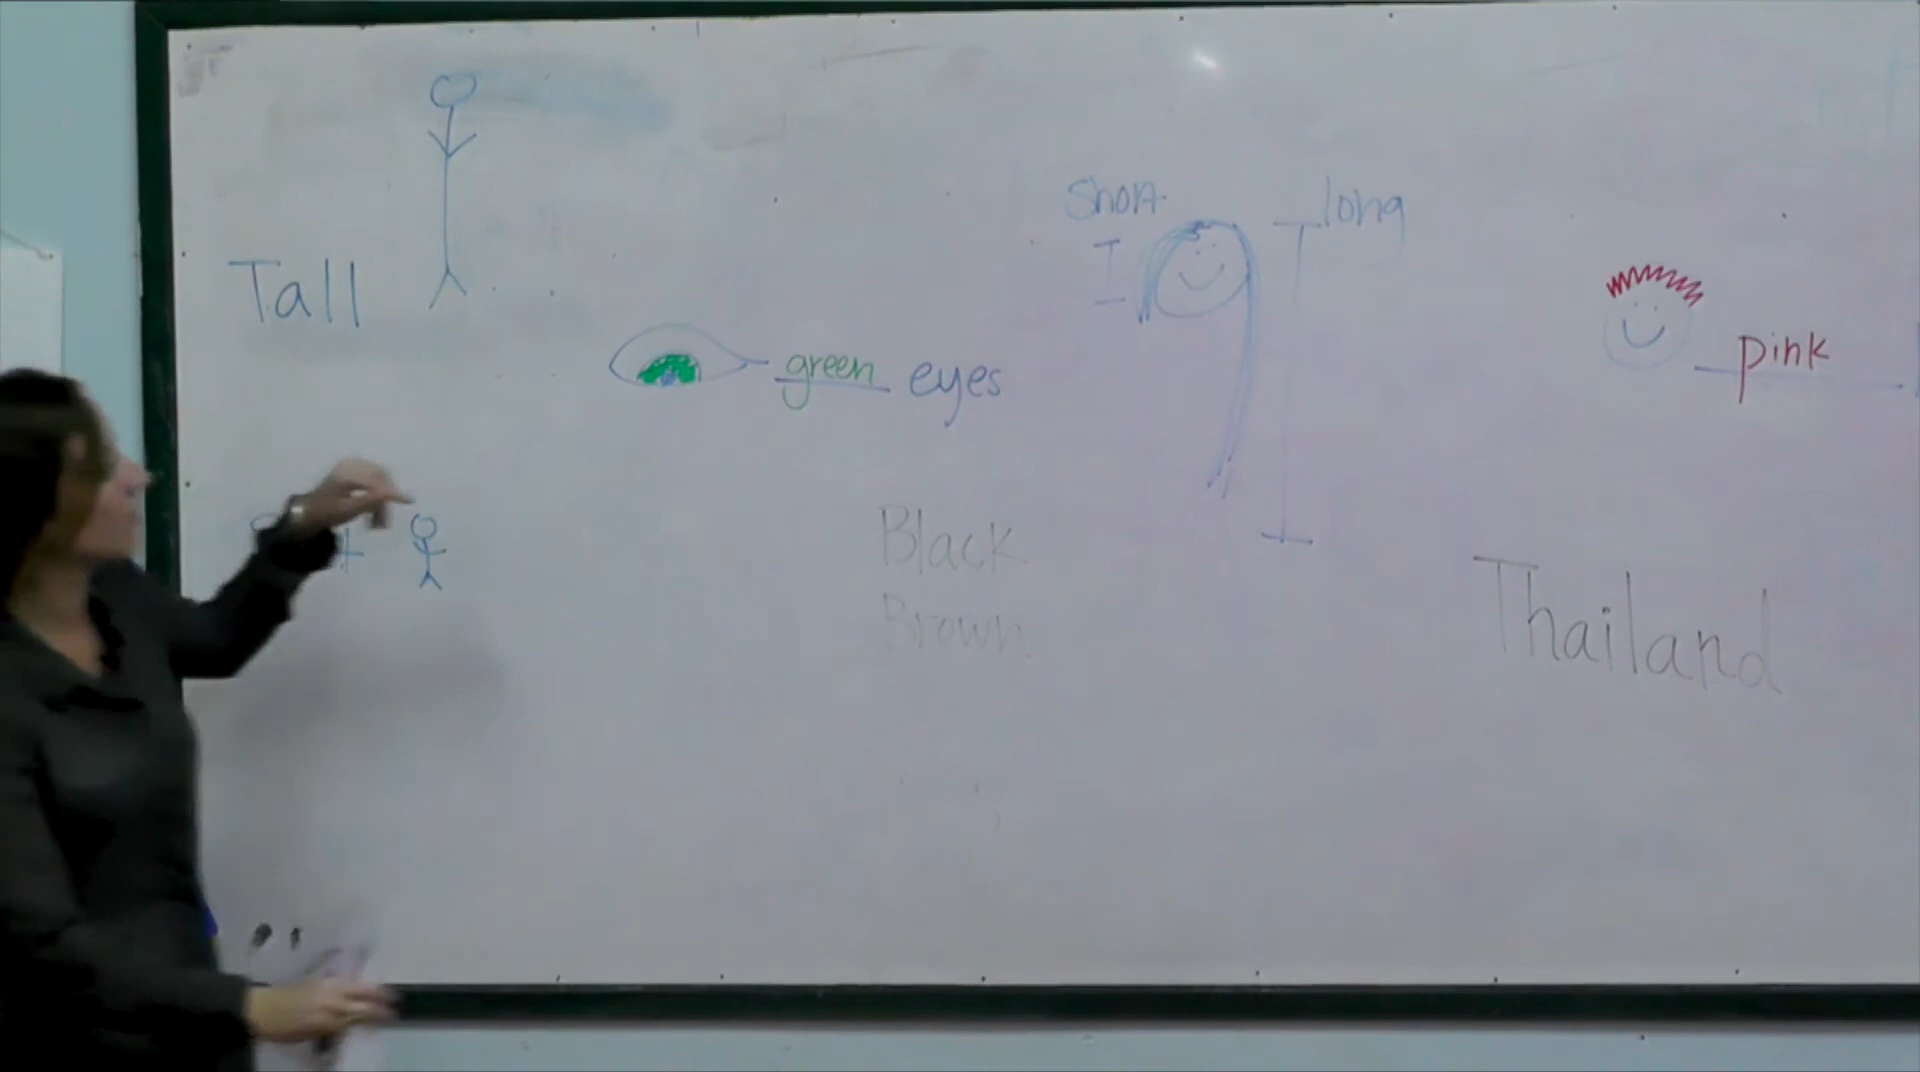 Tall
green eyes
Short
long
pink
Black
Brown
Thailand